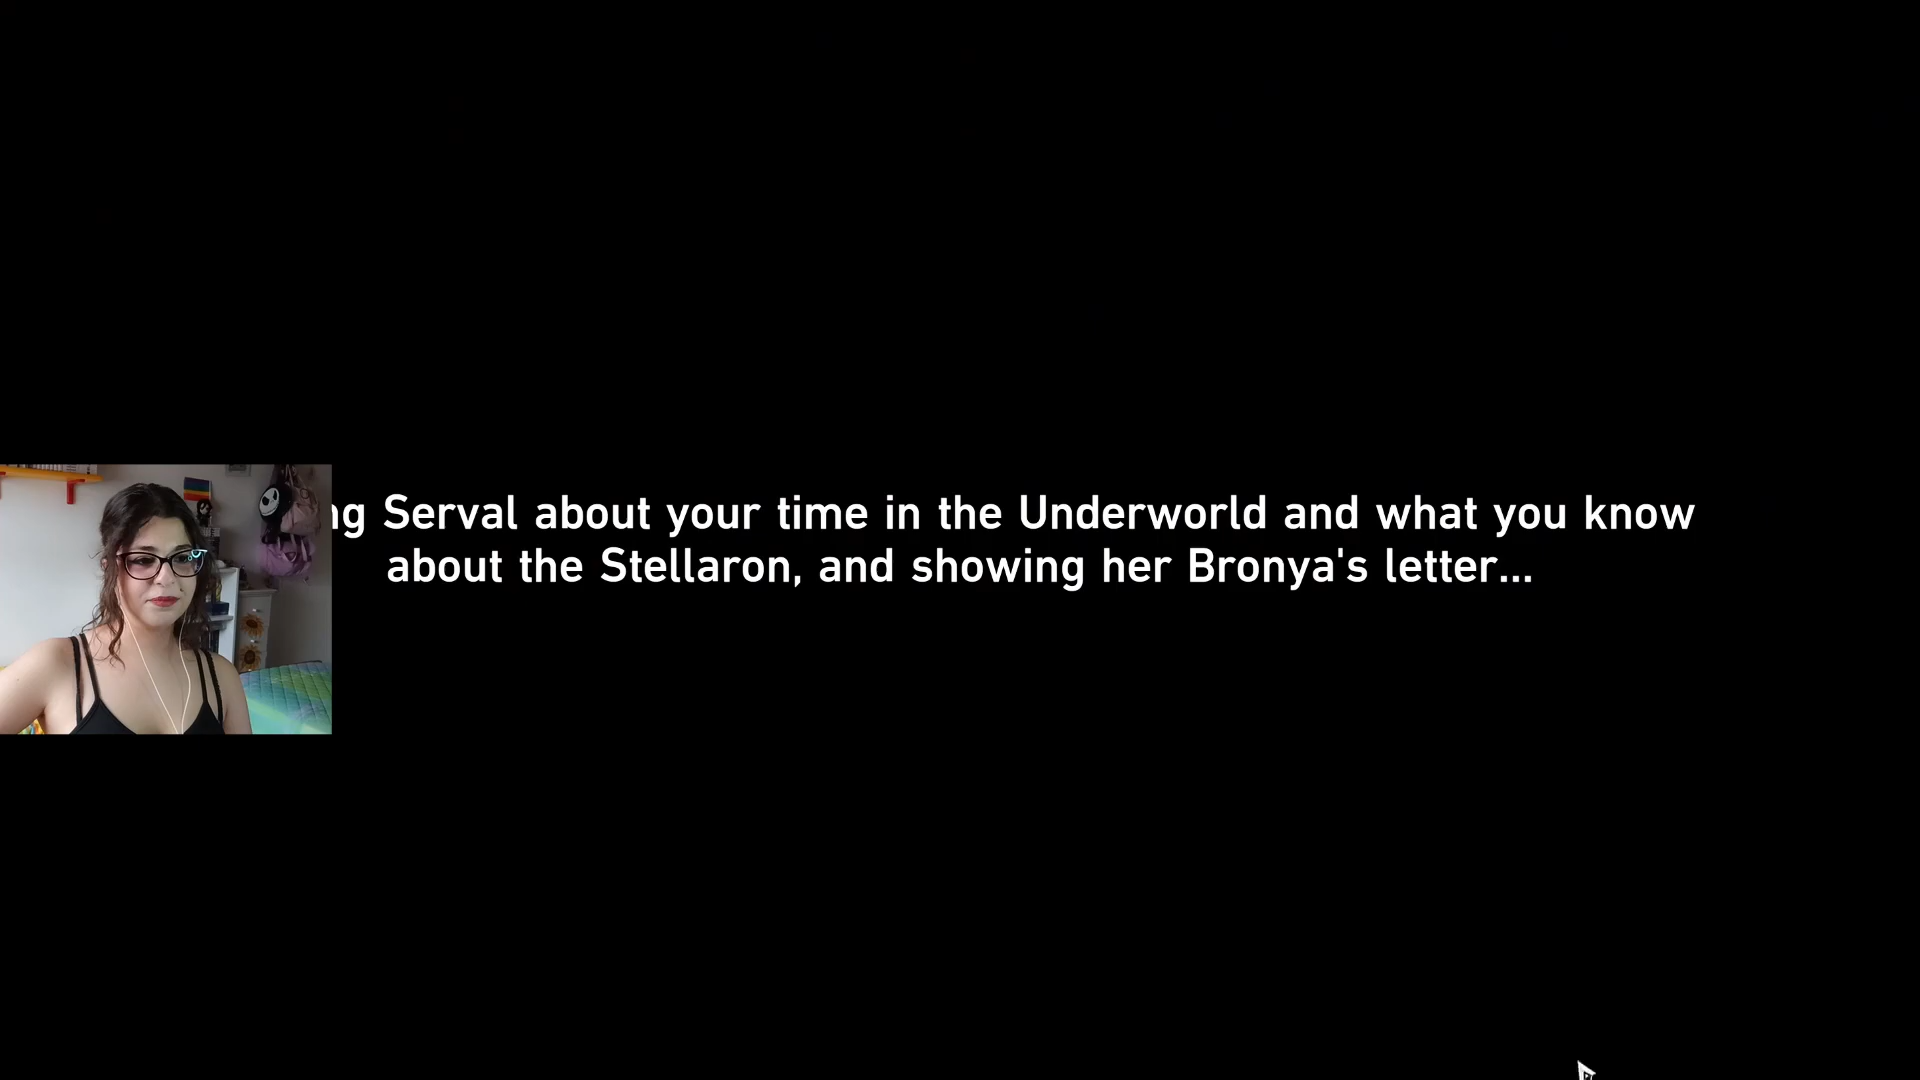 ng Serval about your time in the Underworld and what you know
about the Stellaron, and showing her Bronya's letter...